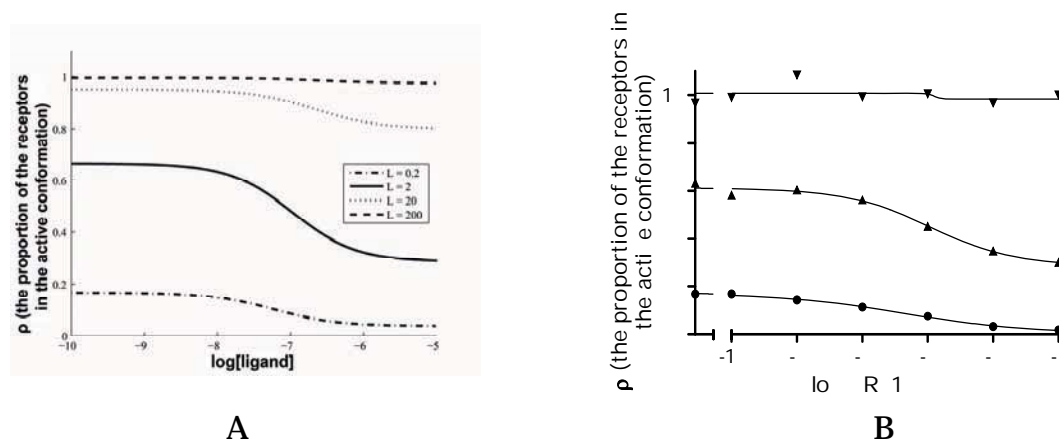 ρ (the proportion of the receptors
in the active conformation)
1
0.8
0.6
0.4
0.2
0
−10
−9
−8
−7
−6
−5
log[ligand]
L = 0.2
L = 2
L = 20
L = 200
A
ρ (the proportion of the receptors in
the acti e conformation)
1
-1
-
-
-
-
-
lo R 1
B